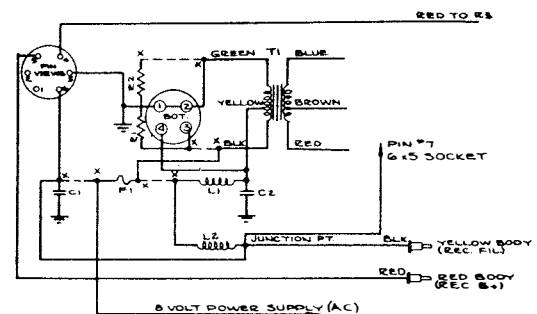 RED TO R3
GREEN T1 BLUE
PIN
VIEWS
1
R2
1 2
BOT.
4 3
YELLOW
BROWN
BLK
RED
PIN #7
6x5 SOCKET
C1
F1
L1
C2
L2
JUNCTION PT.
BLK
YELLOW BODY
(REC. FIL)
RED
RED BODY
(REC B+)
8 VOLT POWER SUPPLY (AC)